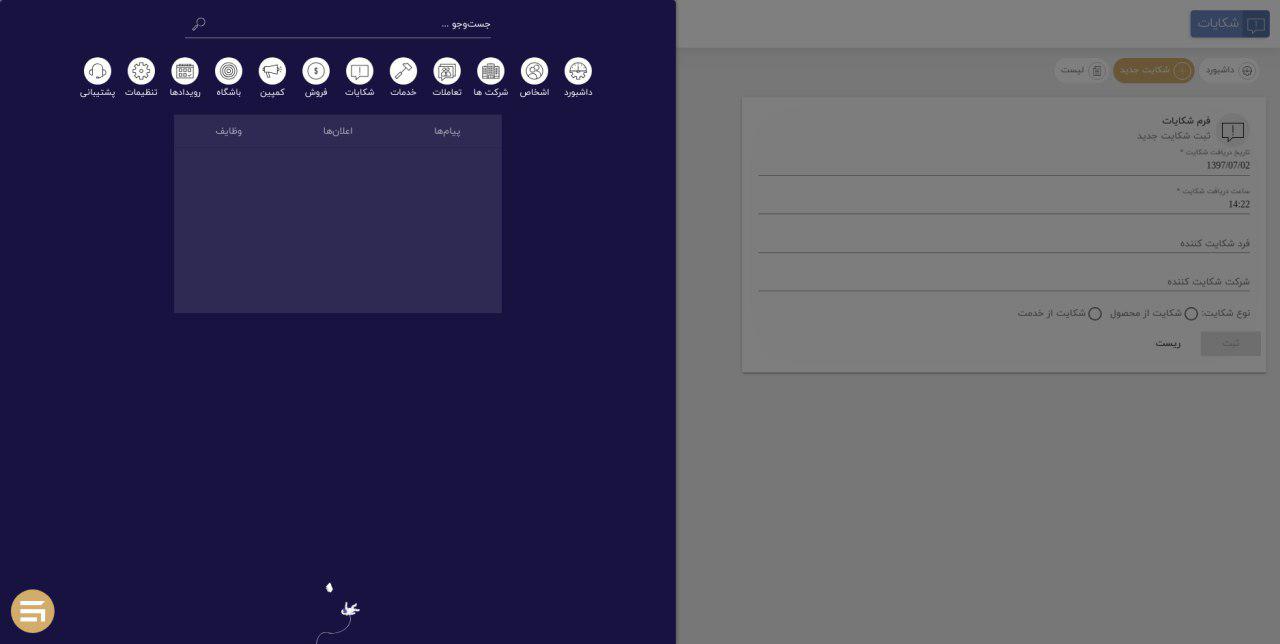 شکایات
داشبورد
شکایت جدید
لیست
فرم شکایات
ثبت شکایت جدید
تاریخ دریافت شکایت *
1397/07/02
ساعت دریافت شکایت *
14:22
فرد شکایت کننده
شرکت شکایت کننده
نوع شکایت: شکایت از محصول شکایت از خدمت
ثبت ریست
جست‌وجو ...
داشبورد اشخاص شرکت ها تعاملات خدمات شکایات فروش کمپین باشگاه رویدادها تنظیمات پشتیبانی
پیام‌ها اعلان‌ها وظایف